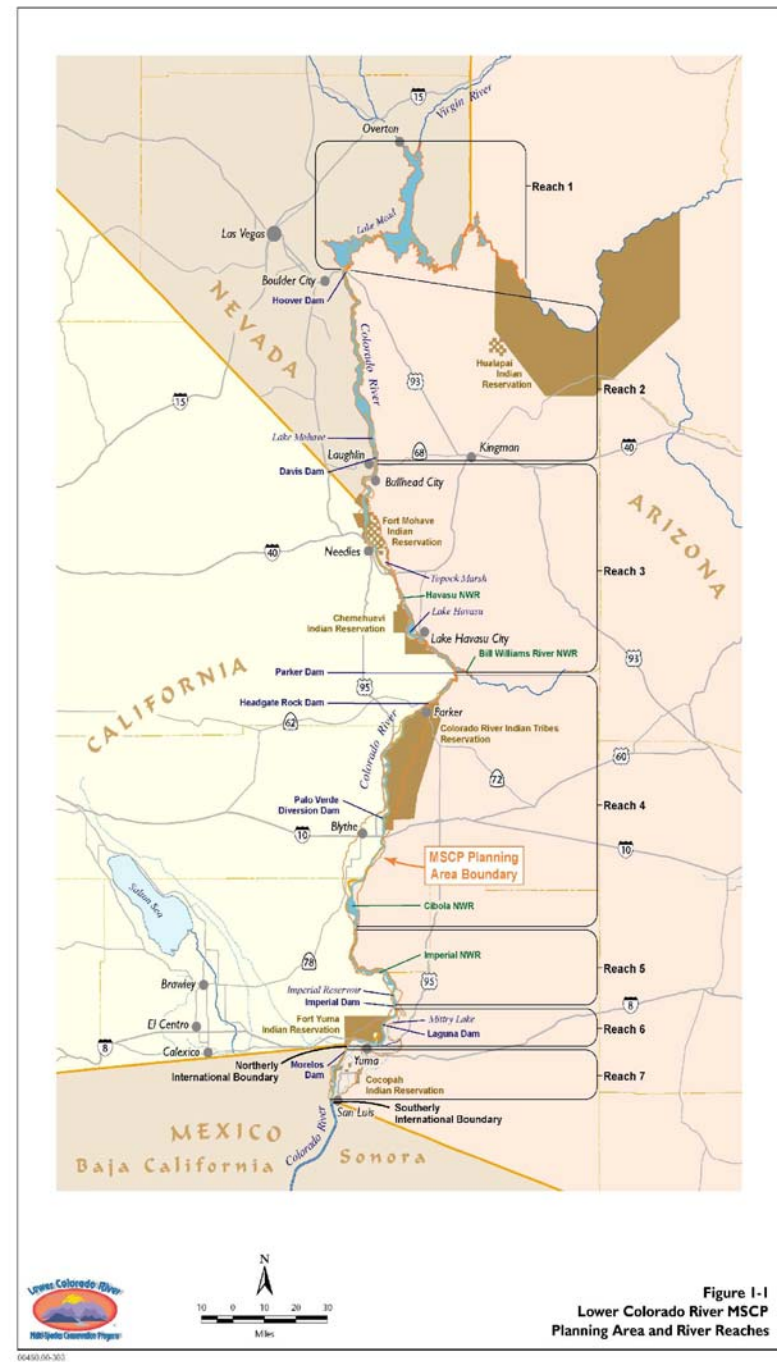 15
Virgin River
Overton
Reach 1
Lake Mead
Las Vegas
Boulder City
Hoover Dam
NEVADA
Colorado River
93
Hualapai
Indian
Reservation
Reach 2
15
Lake Mohave
Laughlin
68
Kingman
40
Davis Dam
Bullhead City
ARIZONA
Fort Mohave
Indian
Reservation
40
Needles
Topock Marsh
Reach 3
Havasu NWR
Chemehuevi
Indian Reservation
Lake Havasu
Lake Havasu City
Bill Williams River NWR
93
CALIFORNIA
Parker Dam
95
Headgate Rock Dam
62
Parker
Colorado River
Colorado River Indian Tribes
Reservation
60
72
Palo Verde
Diversion Dam
Reach 4
Blythe
10
10
MSCP Planning
Area Boundary
Salton Sea
Cibola NWR
78
Imperial NWR
95
Reach 5
Brawley
Imperial Reservoir
Imperial Dam
8
El Centro
Fort Yuma
Indian Reservation
Mittry Lake
Laguna Dam
Reach 6
8
Calexico
Northerly
International Boundary
Morelos
Dam
Yuma
Reach 7
Cocopah
Indian Reservation
San Luis
Southerly
International Boundary
MEXICO
Baja California
Colorado River
Sonora
N
10 0 10 20 30
Miles
Lower Colorado River
Multi-Species Conservation Program
Figure 1-1
Lower Colorado River MSCP
Planning Area and River Reaches